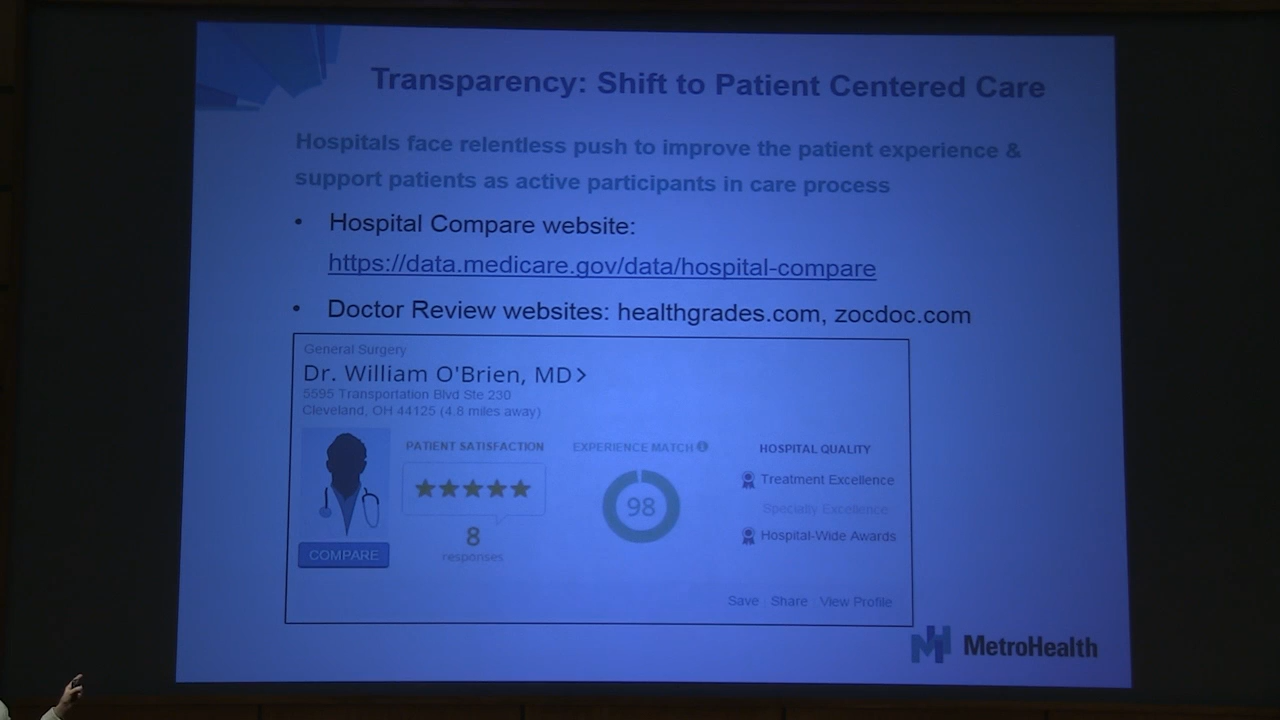 Transparency: Shift to Patient Centered Care
Hospitals face relentless push to improve the patient experience &
support patients as active participants in care process
• Hospital Compare website:
https://data.medicare.gov/data/hospital-compare
• Doctor Review websites: healthgrades.com, zocdoc.com
General Surgery
Dr. William O'Brien, MD >
5595 Transportation Blvd Ste 230
Cleveland, OH 44125 (4.8 miles away)
PATIENT SATISFACTION
8
responses
COMPARE
EXPERIENCE MATCH
98
HOSPITAL QUALITY
Treatment Excellence
Specialty Excellence
Hospital-Wide Awards
Save Share View Profile
MetroHealth